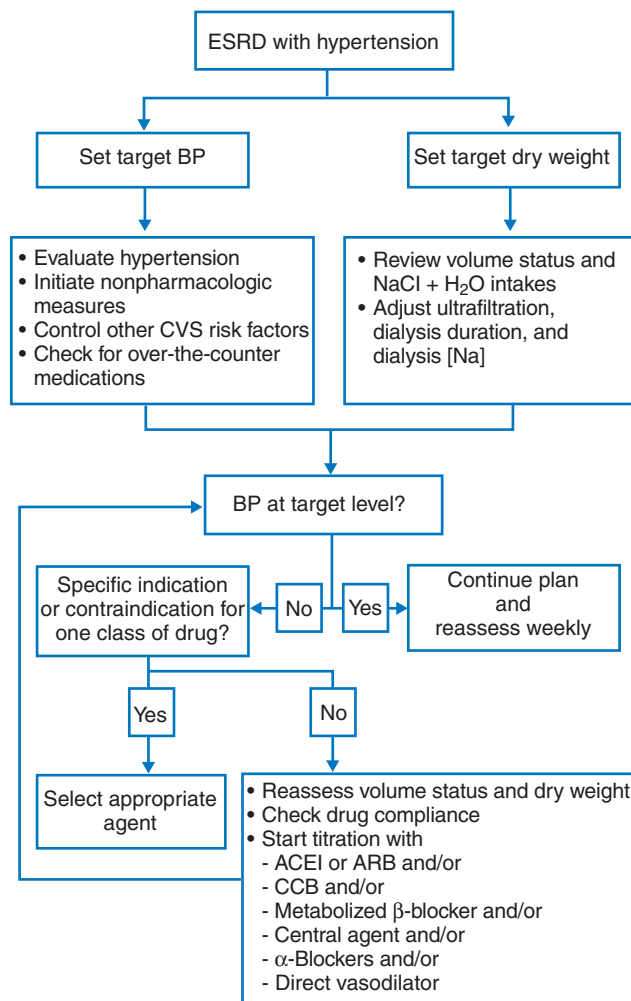 ESRD with hypertension
Set target BP
Set target dry weight
• Evaluate hypertension
• Initiate nonpharmacologic
measures
• Control other CVS risk factors
• Check for over-the-counter
medications
• Review volume status and
NaCl + H₂O intakes
• Adjust ultrafiltration,
dialysis duration, and
dialysis [Na]
BP at target level?
Specific indication
or contraindication for
one class of drug?
No
Yes
Continue plan
and
reassess weekly
Yes
No
Select appropriate
agent
• Reassess volume status and dry weight
• Check drug compliance
• Start titration with
- ACEI or ARB and/or
- CCB and/or
- Metabolized β-blocker and/or
- Central agent and/or
- α-Blockers and/or
- Direct vasodilator